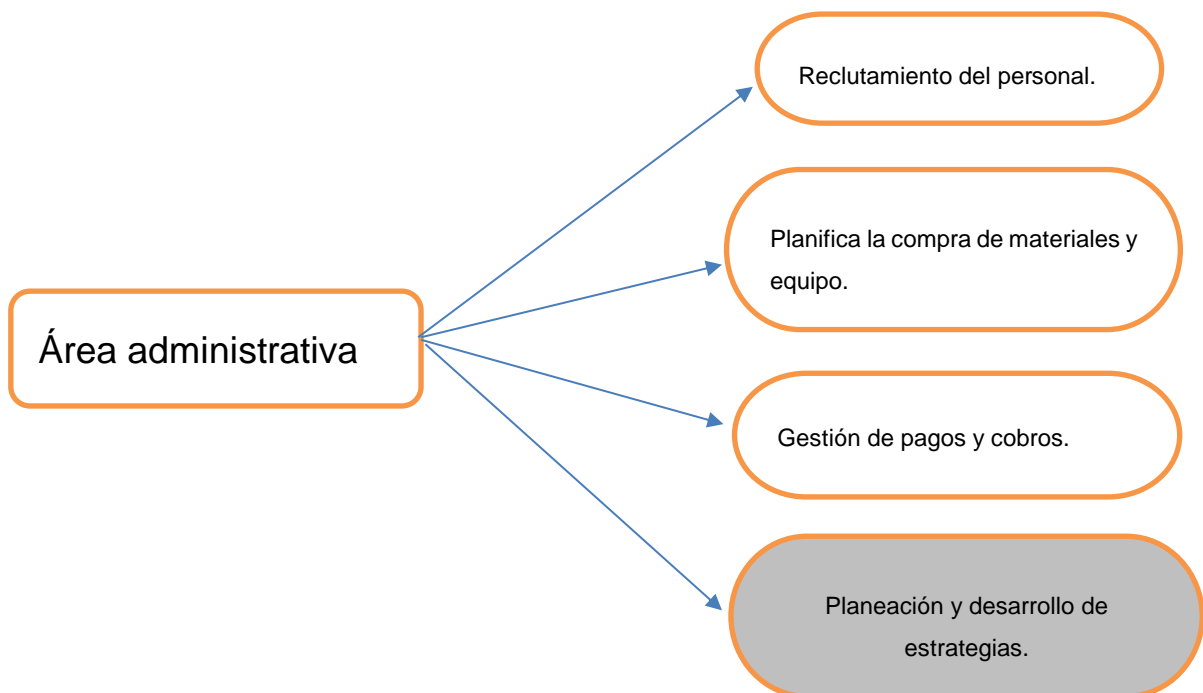 Reclutamiento del personal.
Planifica la compra de materiales y
equipo.
Área administrativa
Gestión de pagos y cobros.
Planeación y desarrollo de
estrategias.